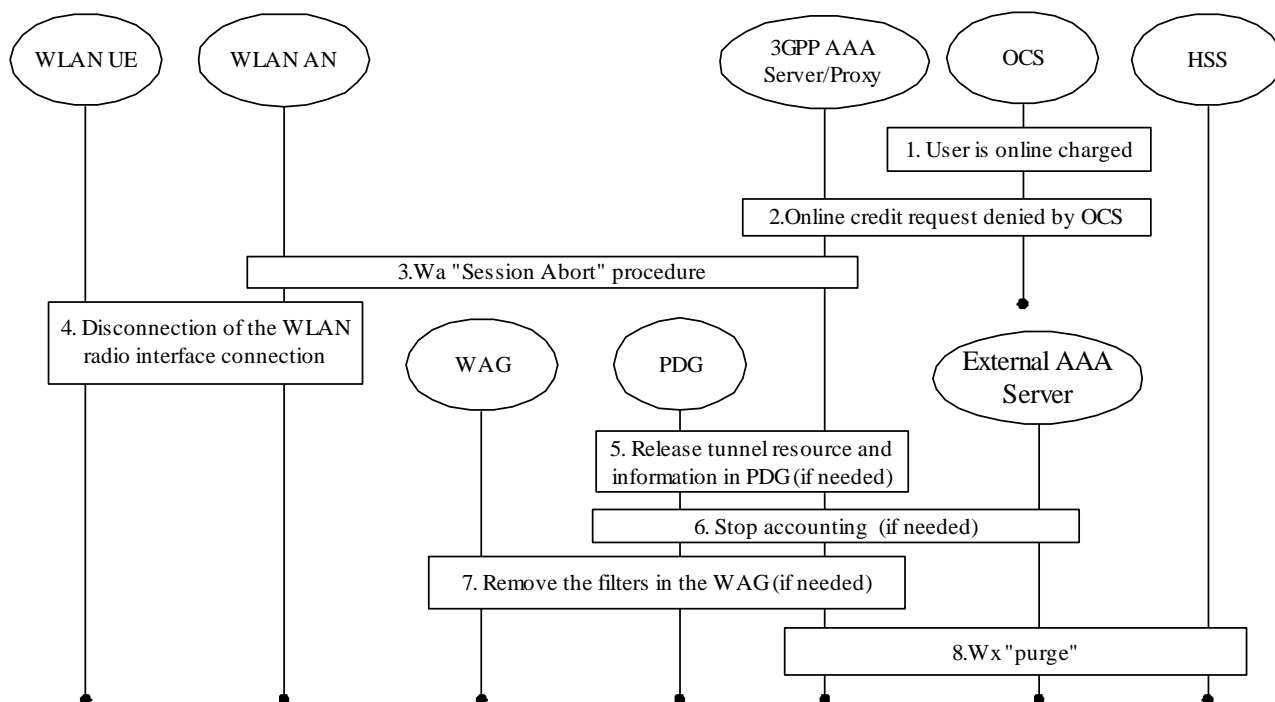 WLAN UE
WLAN AN
3GPP AAA
Server/Proxy
OCS
HSS
1. User is online charged
2.Online credit request denied by OCS
3.Wa "Session Abort" procedure
4. Disconnection of the WLAN
radio interface connection
WAG
PDG
External AAA
Server
5. Release tunnel resource and
information in PDG (if needed)
6. Stop accounting (if needed)
7. Remove the filters in the WAG (if needed)
8.Wx "purge"